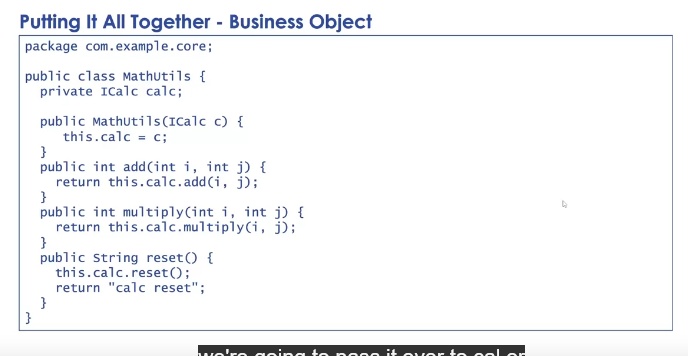 Putting It All Together - Business Object
package com.example.core;
public class MathUtils {
private ICalc calc;
public MathUtils(ICalc c) {
this.calc = c;
}
public int add(int i, int j) {
return this.calc.add(i, j);
}
public int multiply(int i, int j) {
return this.calc.multiply(i, j);
}
public String reset() {
this.calc.reset();
return "calc reset";
}
}
we're going to pass it over to cal or